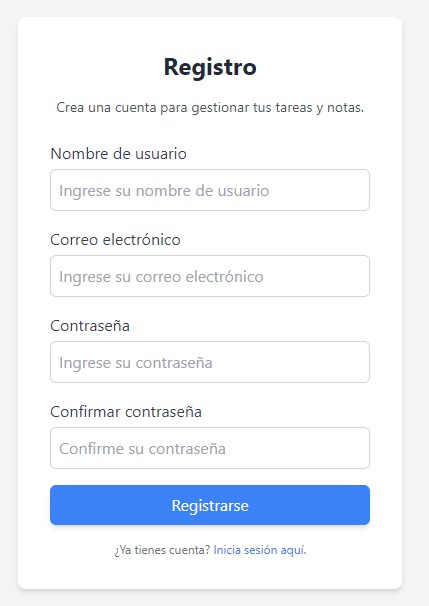 Registro
Crea una cuenta para gestionar tus tareas y notas.
Nombre de usuario
Ingrese su nombre de usuario
Correo electrónico
Ingrese su correo electrónico
Contraseña
Ingrese su contraseña
Confirmar contraseña
Confirme su contraseña
Registrarse
¿Ya tienes cuenta? Inicia sesión aquí.